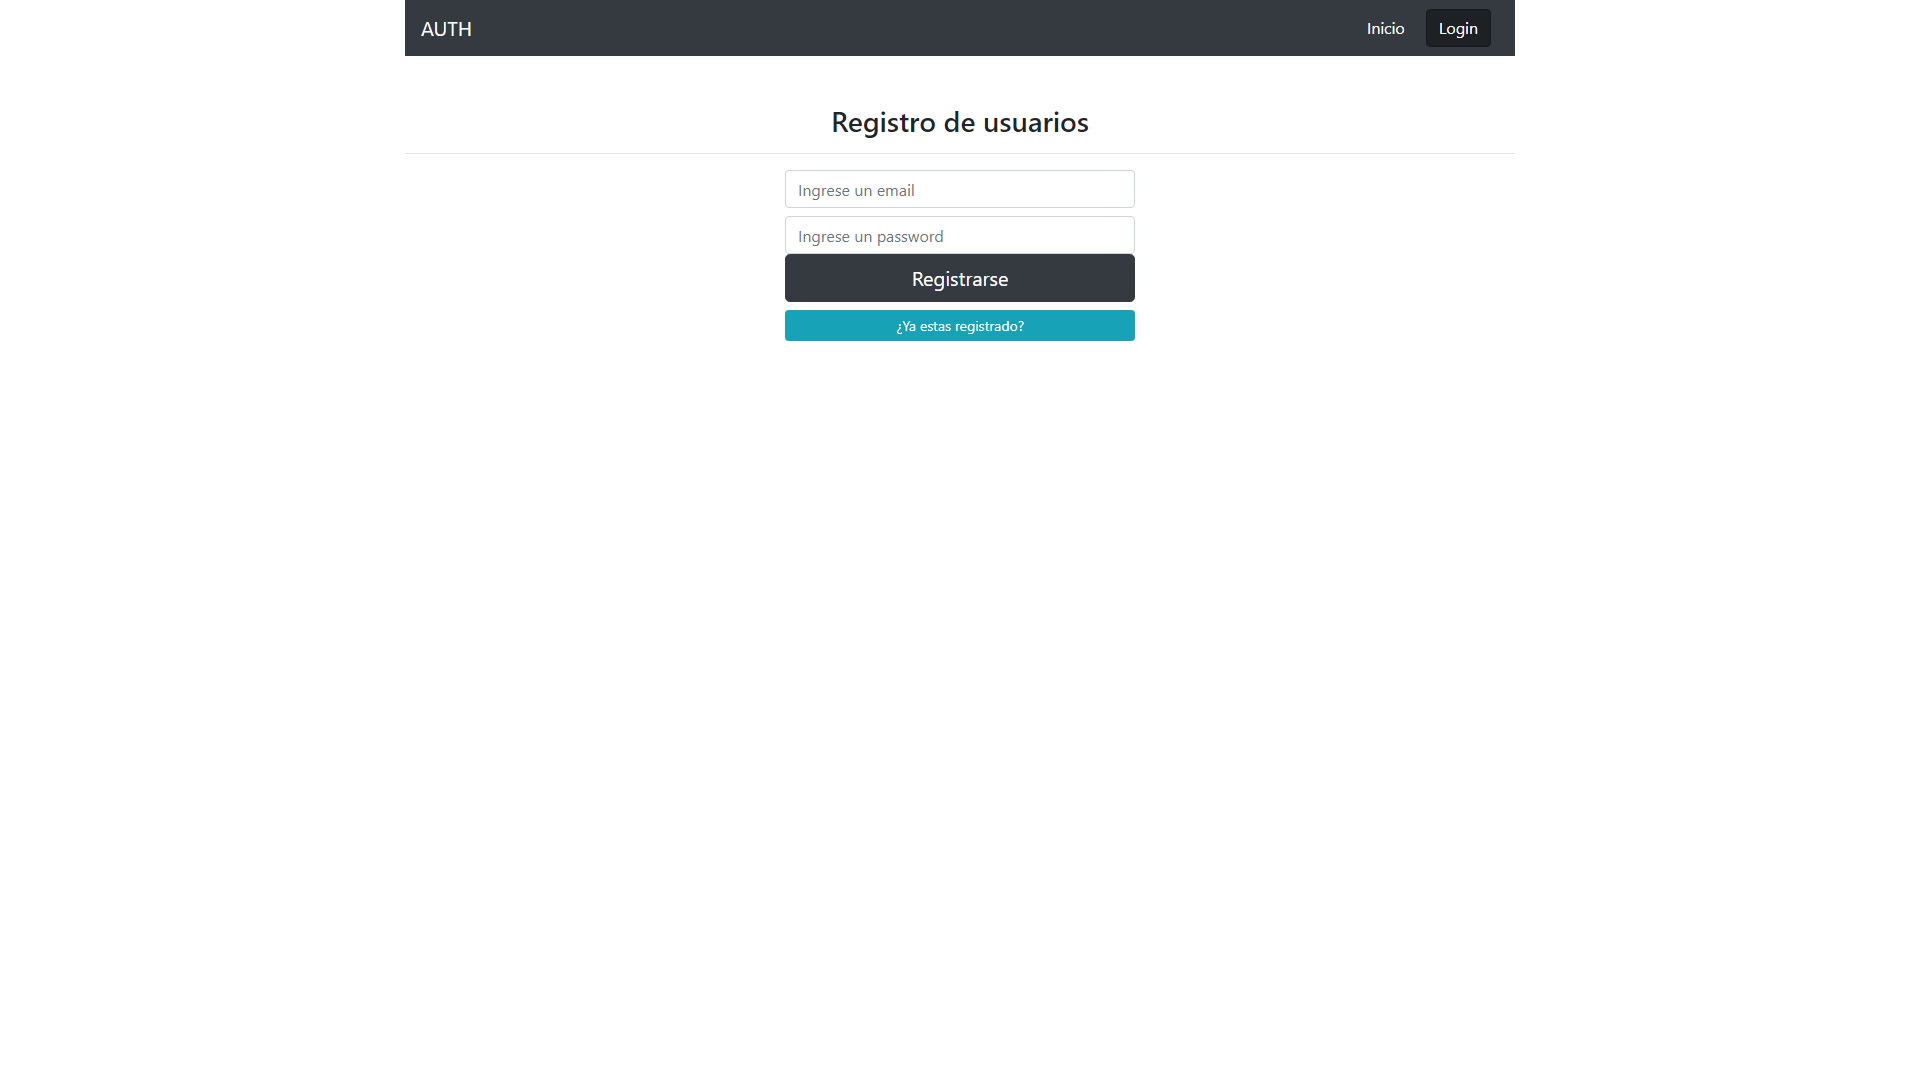 AUTH
Inicio
Login
Registro de usuarios
Ingrese un email
Ingrese un password
Registrarse
¿Ya estas registrado?